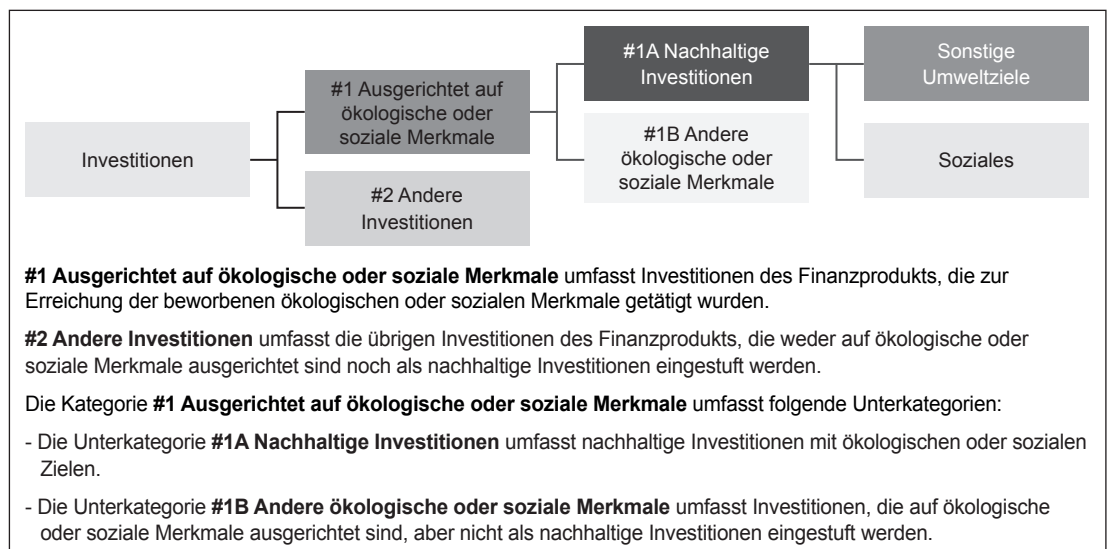 #1A Nachhaltige
Investitionen
Sonstige
Umweltziele
#1 Ausgerichtet auf
ökologische oder
soziale Merkmale
Investitionen
#1B Andere
ökologische oder
soziale Merkmale
Soziales
#2 Andere
Investitionen
#1 Ausgerichtet auf ökologische oder soziale Merkmale umfasst Investitionen des Finanzprodukts, die zur
Erreichung der beworbenen ökologischen oder sozialen Merkmale getätigt wurden.
#2 Andere Investitionen umfasst die übrigen Investitionen des Finanzprodukts, die weder auf ökologische oder
soziale Merkmale ausgerichtet sind noch als nachhaltige Investitionen eingestuft werden.
Die Kategorie #1 Ausgerichtet auf ökologische oder soziale Merkmale umfasst folgende Unterkategorien:
- Die Unterkategorie #1A Nachhaltige Investitionen umfasst nachhaltige Investitionen mit ökologischen oder sozialen
Zielen.
- Die Unterkategorie #1B Andere ökologische oder soziale Merkmale umfasst Investitionen, die auf ökologische
oder soziale Merkmale ausgerichtet sind, aber nicht als nachhaltige Investitionen eingestuft werden.